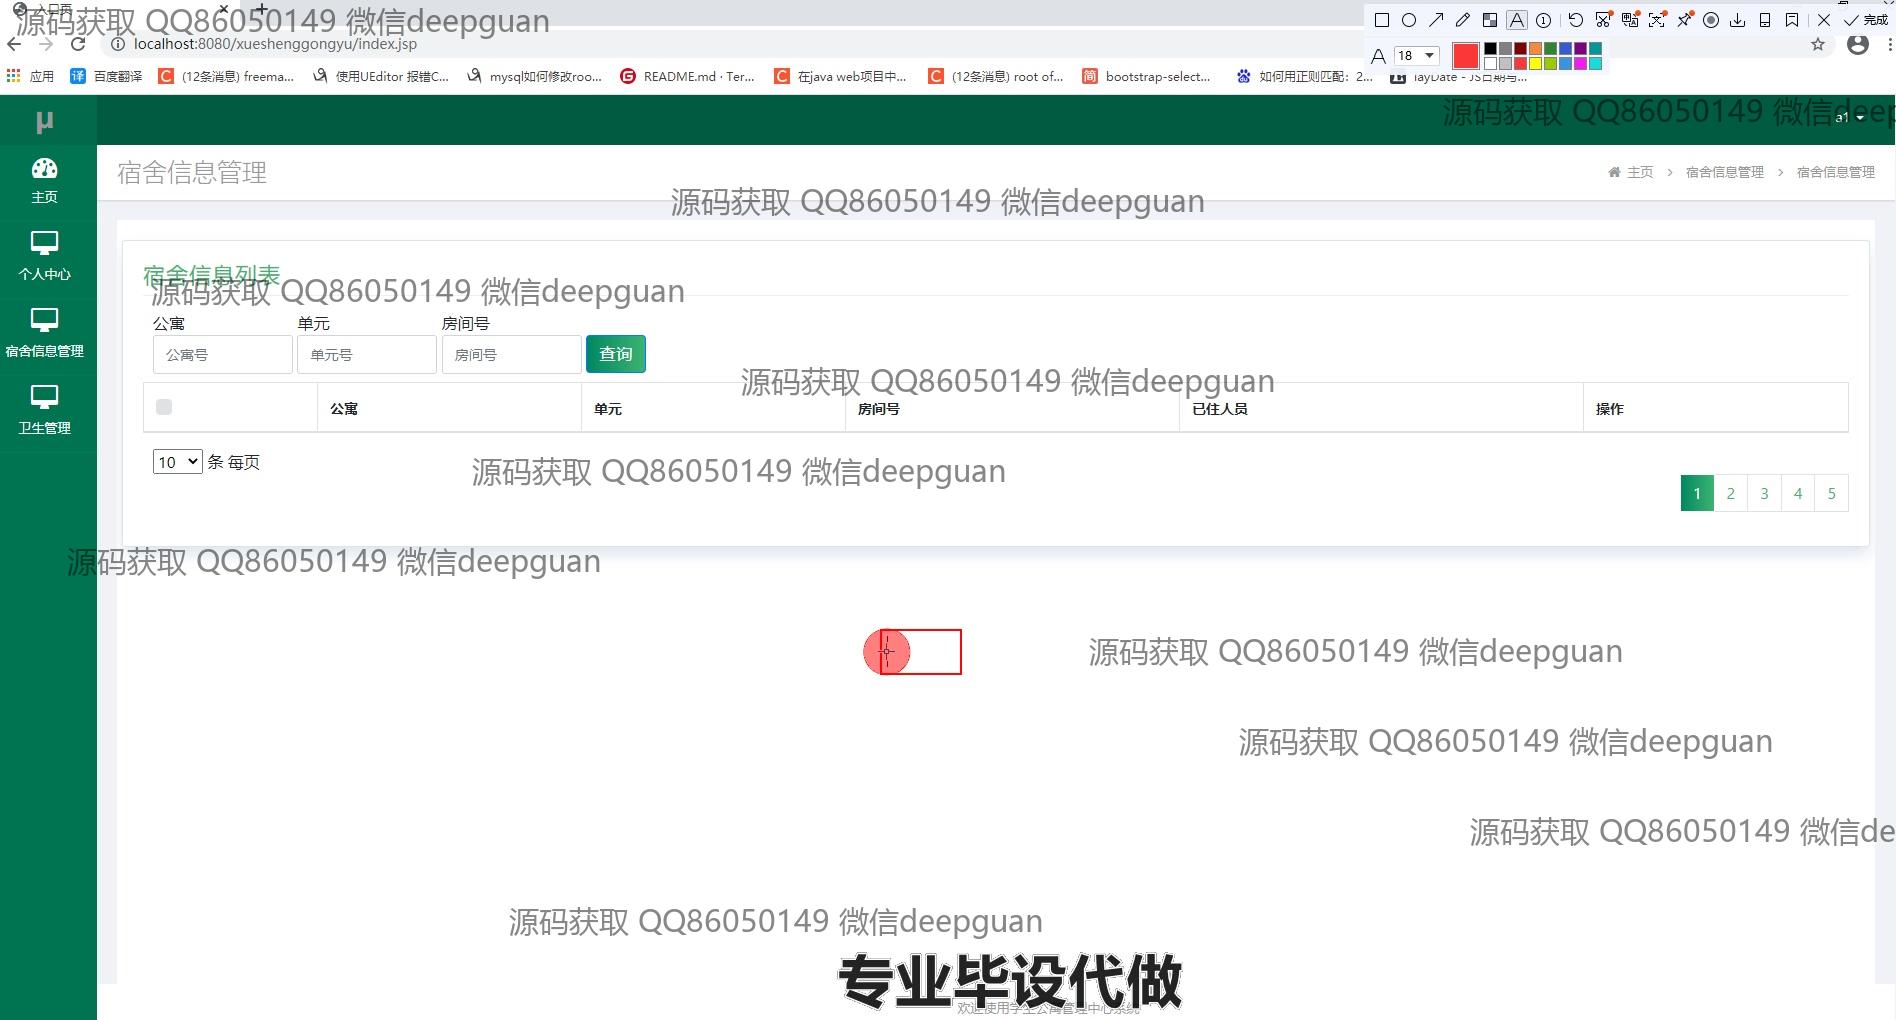 入口页
源码获取 QQ86050149 微信deepguan
18
完成
localhost:8080/xueshenggongyu/index.jsp
应用
译 百度翻译
C (12条消息) freema...
使用UEditor 报错C...
mysql如何修改roo...
README.md · Ter...
C 在java web项目中...
C (12条消息) root of...
简 bootstrap-select...
如何用正则匹配：2...
layDate - JS日期与...
μ
源码获取 QQ86050149 微信deep
a1
主页
个人中心
宿舍信息管理
卫生管理
宿舍信息管理
主页 > 宿舍信息管理 > 宿舍信息管理
源码获取 QQ86050149 微信deepguan
宿舍信息列表
源码获取 QQ86050149 微信deepguan
公寓 单元 房间号
公寓号 单元号 房间号 查询
源码获取 QQ86050149 微信deepguan
公寓 单元 房间号 已住人员 操作
10 条 每页
源码获取 QQ86050149 微信deepguan
1 2 3 4 5
源码获取 QQ86050149 微信deepguan
源码获取 QQ86050149 微信deepguan
源码获取 QQ86050149 微信deepguan
源码获取 QQ86050149 微信de
源码获取 QQ86050149 微信deepguan
专业毕设代做
欢迎使用学生公寓管理中心系统